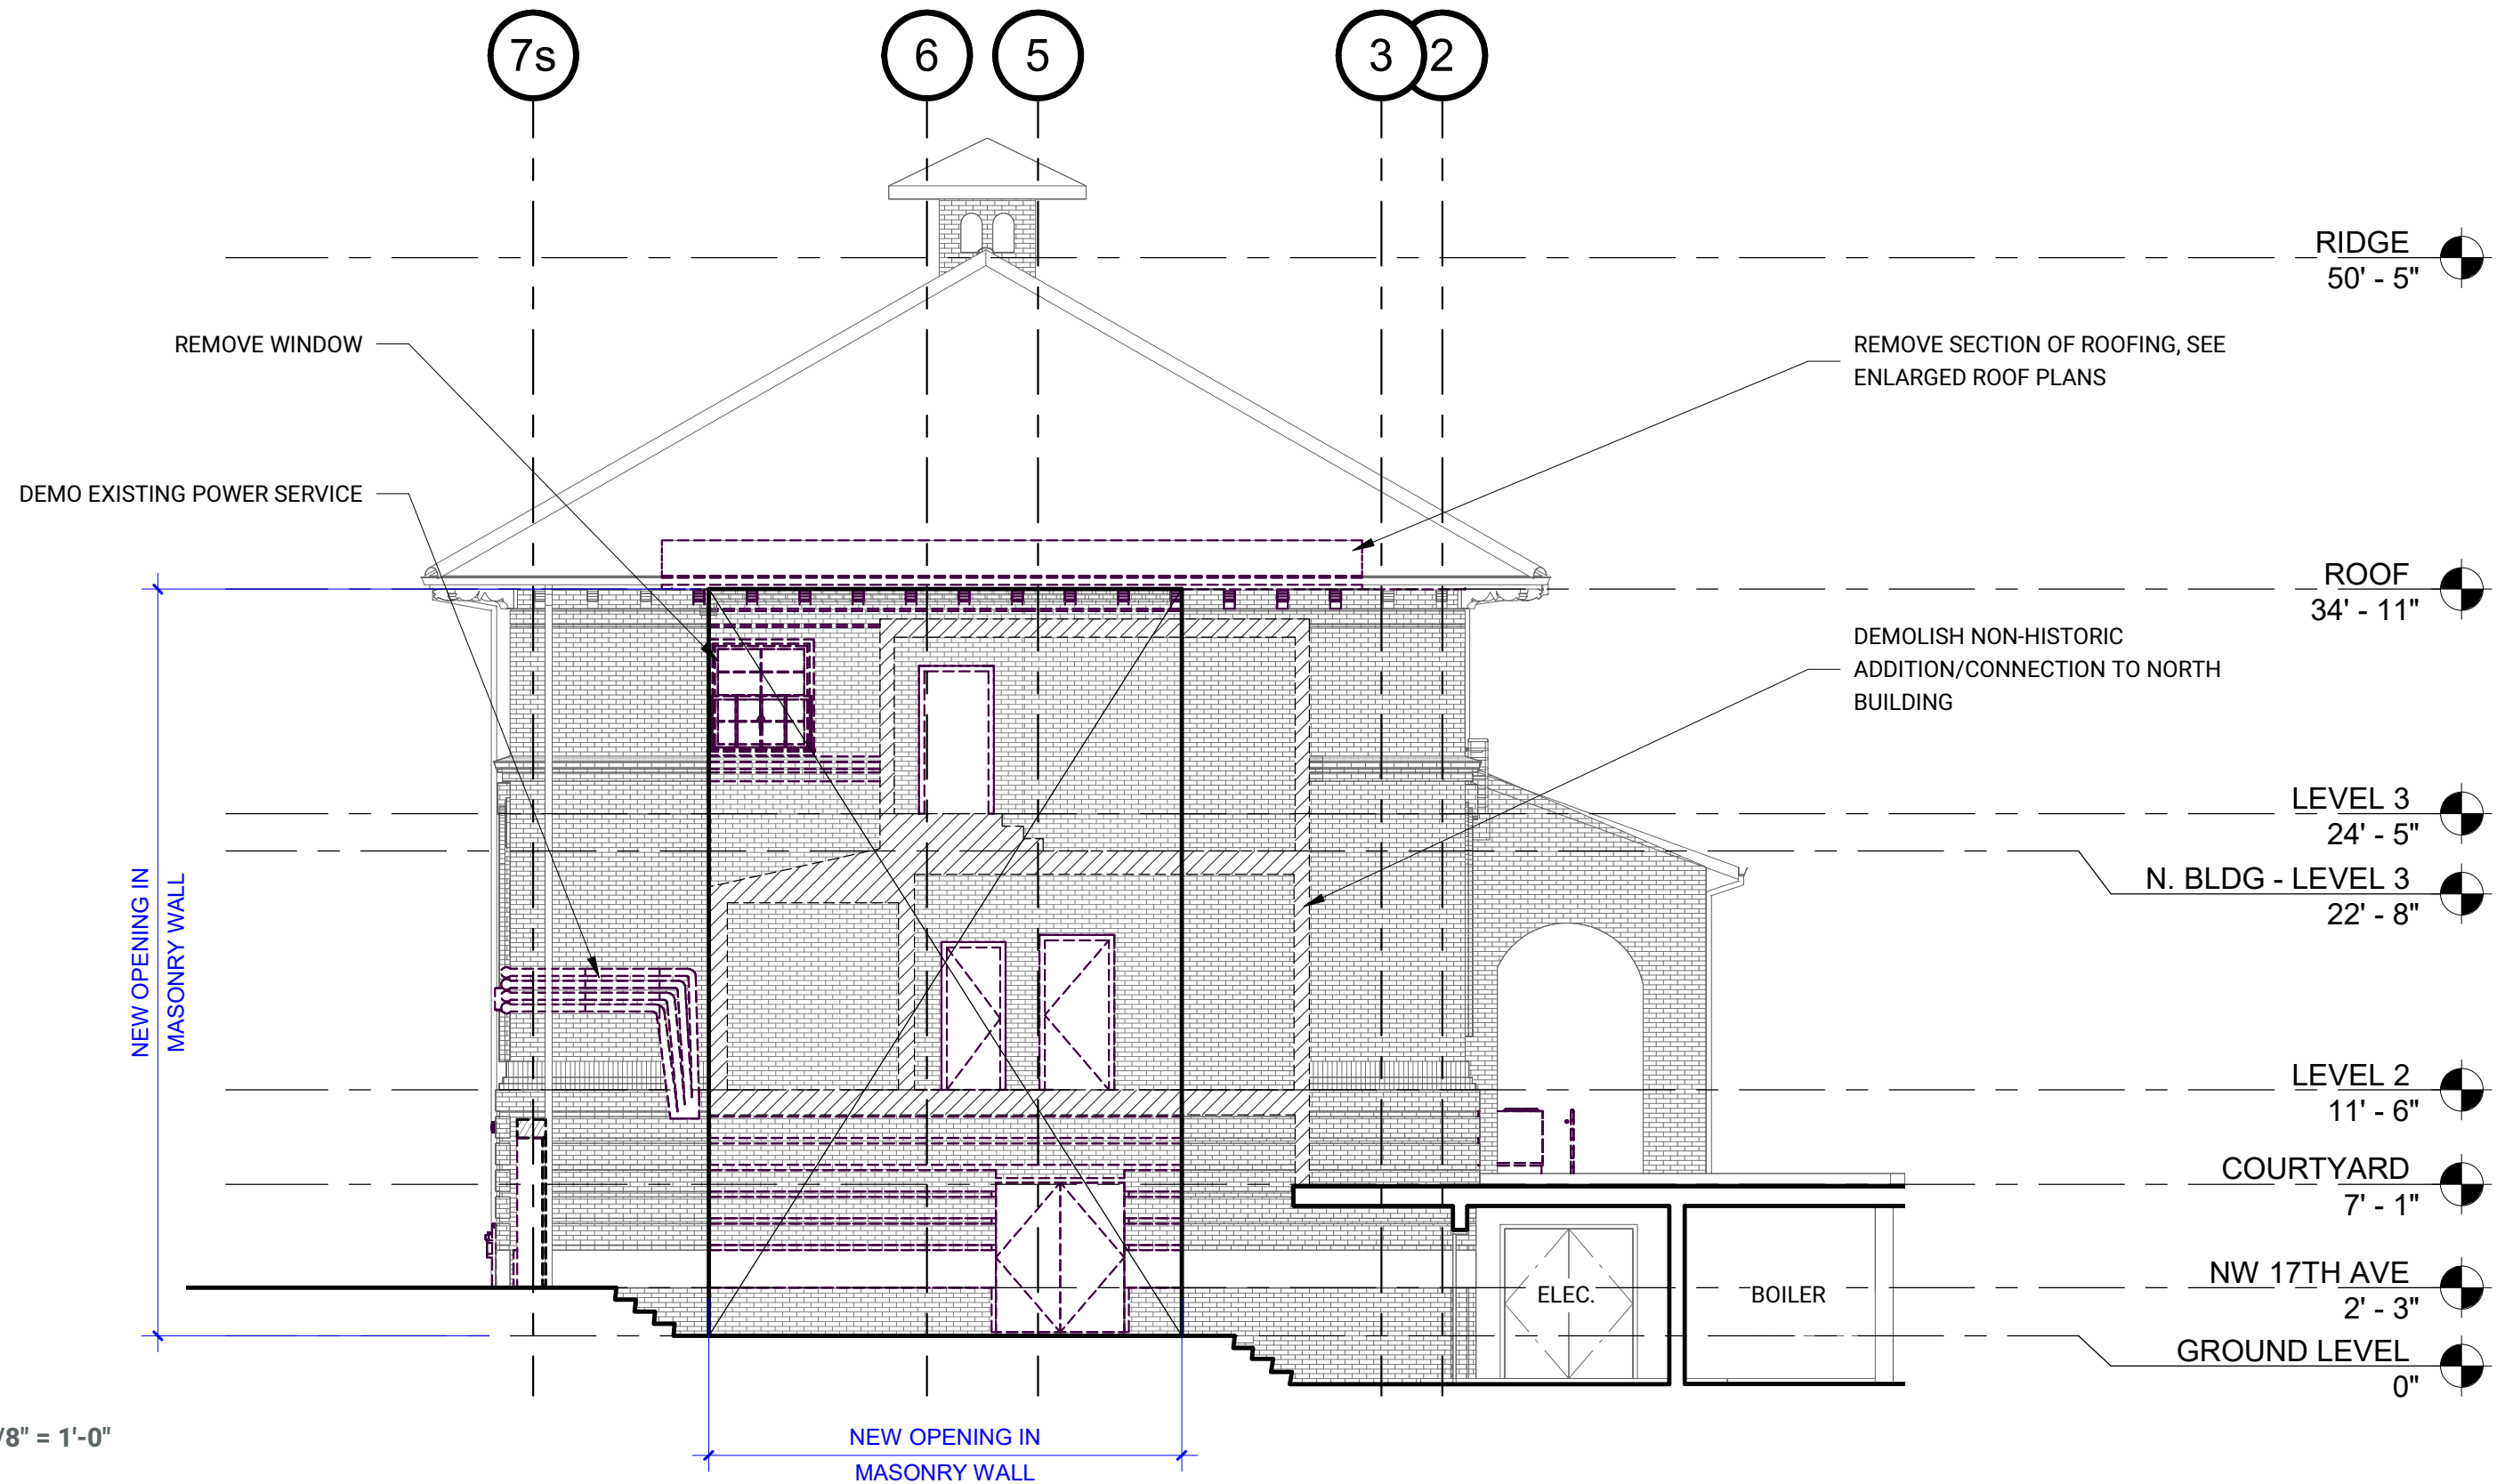 7s
6
5
3
2
RIDGE
50' - 5"
REMOVE WINDOW
REMOVE SECTION OF ROOFING, SEE
ENLARGED ROOF PLANS
DEMO EXISTING POWER SERVICE
ROOF
34' - 11"
DEMOLISH NON-HISTORIC
ADDITION/CONNECTION TO NORTH
BUILDING
LEVEL 3
24' - 5"
N. BLDG - LEVEL 3
22' - 8"
NEW OPENING IN
MASONRY WALL
LEVEL 2
11' - 6"
COURTYARD
7' - 1"
NW 17TH AVE
2' - 3"
ELEC.
BOILER
GROUND LEVEL
0"
/8" = 1'-0"
NEW OPENING IN
MASONRY WALL